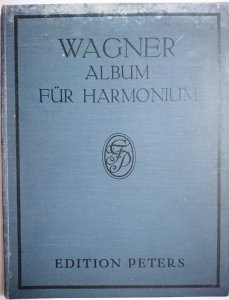 WAGNER
ALBUM
FÜR HARMONIUM
EDITION PETERS